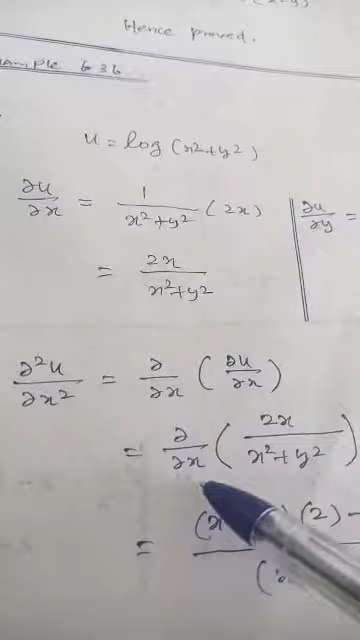 Hence proved.
Example 6.36
u = log (x²+y²)
∂u/∂x = 1/(x²+y²) (2x)
∂u/∂y =
= 2x/(x²+y²)
∂²u/∂x² = ∂/∂x (∂u/∂x)
= ∂/∂x (2x/(x²+y²))
= (2) -